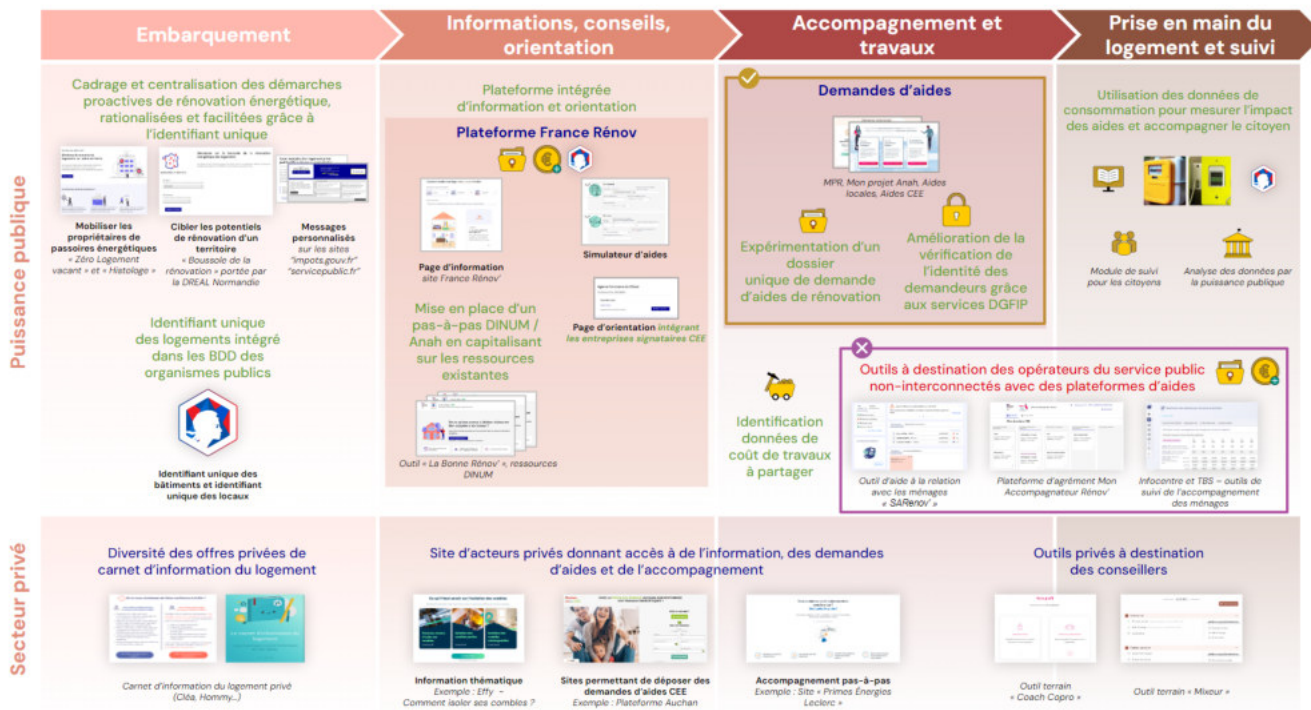 Embarquement
Informations, conseils,
orientation
Accompagnement et
travaux
Prise en main du
logement et suivi
Puissance publique
Cadrage et centralisation des démarches
proactives de rénovation énergétique,
rationalisées et facilitées grâce à
l'identifiant unique
Mobiliser les
propriétaires de
passoires énergétiques
« Zéro Logement
vacant » et « Histologe »
Cibler les potentiels
de rénovation d'un
territoire
« Boussole de la
rénovation » portée par
la DREAL Normandie
Messages
personnalisés
sur les sites
"impots.gouv.fr"
"servicepublic.fr"
Identifiant unique
des logements intégré
dans les BDD des
organismes publics
Identifiant unique des
bâtiments et identifiant
unique des locaux
Plateforme intégrée
d'information et orientation
Plateforme France Rénov
Page d'information
site France Rénov'
Simulateur d'aides
Mise en place d'un
pas-à-pas DINUM /
Anah en capitalisant
sur les ressources
existantes
Page d'orientation intégrant
les entreprises signataires CEE
Outil « La Bonne Rénov' », ressources
DINUM
Demandes d'aides
MPR, Mon projet Anah, Aides
locales, Aides CEE
Expérimentation d'un
dossier
unique de demande
d'aides de rénovation
Amélioration de la
vérification de
l'identité des
demandeurs grâce
aux services DGFIP
Identification
données de
coût de travaux
à partager
Outils à destination des opérateurs du service public
non-interconnectés avec des plateformes d'aides
Outil d'aide à la relation
avec les ménages
« SARenov' »
Plateforme d'agrément Mon
Accompagnateur Rénov'
Infocentre et TBS – outils de
suivi de l'accompagnement
des ménages
Utilisation des données de
consommation pour mesurer l'impact
des aides et accompagner le citoyen
Module de suivi
pour les citoyens
Analyse des données par
la puissance publique
Secteur privé
Diversité des offres privées de
carnet d'information du logement
Carnet d'information du logement privé
(Cléa, Hommy...)
Site d'acteurs privés donnant accès à de l'information, des demandes
d'aides et de l'accompagnement
Information thématique
Exemple : Effy -
Comment isoler ses combles ?
Sites permettant de déposer des
demandes d'aides CEE
Exemple : Plateforme Auchan
Accompagnement pas-à-pas
Exemple : Site « Primes Énergies
Leclerc »
Outils privés à destination
des conseillers
Outil terrain
« Coach Copro »
Outil terrain « Mixeur »